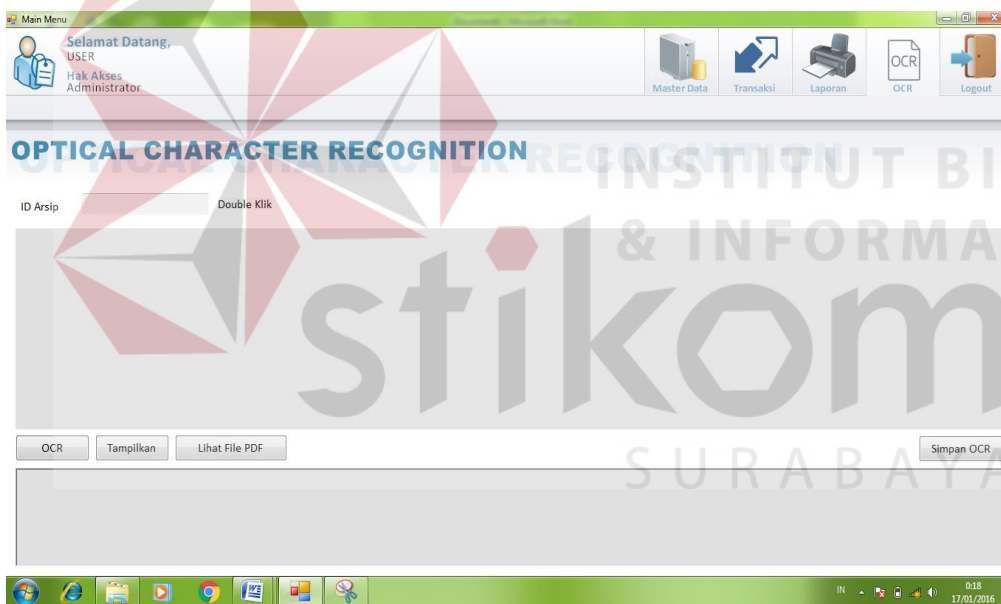 Main Menu
Selamat Datang,
USER
Hak Akses
Administrator
Master Data
Transaksi
Laporan
OCR
OCR
Logout
OPTICAL CHARACTER RECOGNITION
INSTITUT BI
ID Arsip
Double Klik
& INFORMA
stikom
OCR
Tampilkan
Lihat File PDF
Simpan OCR
SURABAYA
IN
0:18
17/01/2016